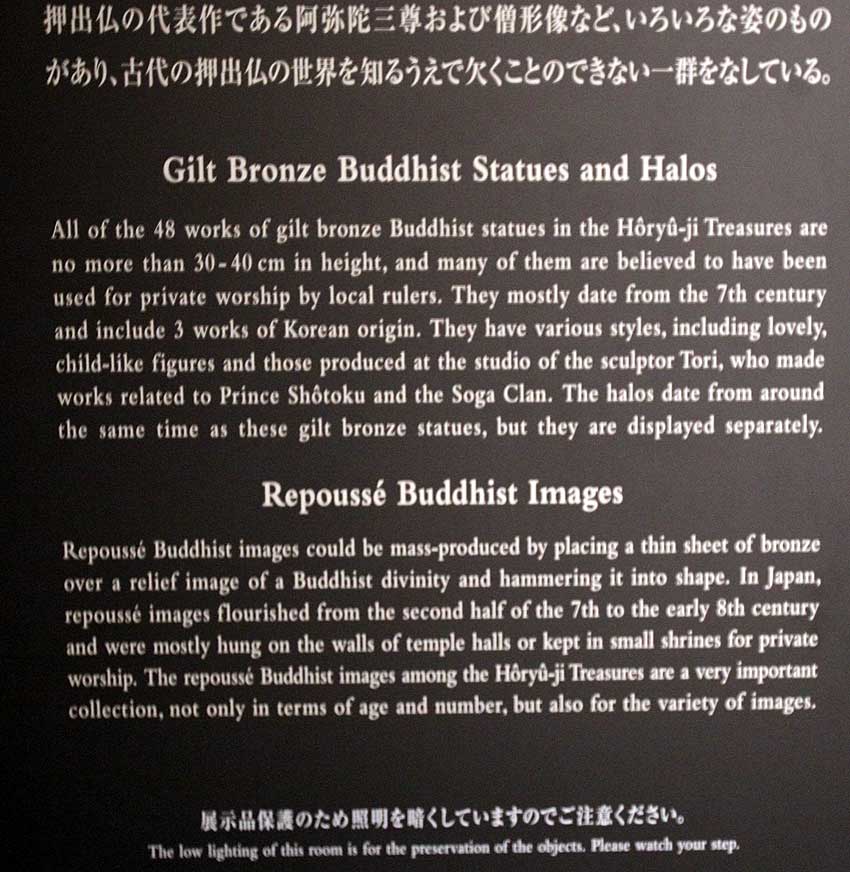 押出仏の代表作である阿弥陀三尊および僧形像など、いろいろな姿のもの
があり、古代の押出仏の世界を知るうえで欠くことのできない一群をなしている。
Gilt Bronze Buddhist Statues and Halos
All of the 48 works of gilt bronze Buddhist statues in the Hôryû-ji Treasures are
no more than 30-40 cm in height, and many of them are believed to have been
used for private worship by local rulers. They mostly date from the 7th century
and include 3 works of Korean origin. They have various styles, including lovely,
child-like figures and those produced at the studio of the sculptor Tori, who made
works related to Prince Shôtoku and the Soga Clan. The halos date from around
the same time as these gilt bronze statues, but they are displayed separately.
Repoussé Buddhist Images
Repoussé Buddhist images could be mass-produced by placing a thin sheet of bronze
over a relief image of a Buddhist divinity and hammering it into shape. In Japan,
repoussé images flourished from the second half of the 7th to the early 8th century
and were mostly hung on the walls of temple halls or kept in small shrines for private
worship. The repoussé Buddhist images among the Hôryû-ji Treasures are a very important
collection, not only in terms of age and number, but also for the variety of images.
展示品保護のため照明を暗くしていますのでご注意ください。
The low lighting of this room is for the preservation of the objects. Please watch your step.